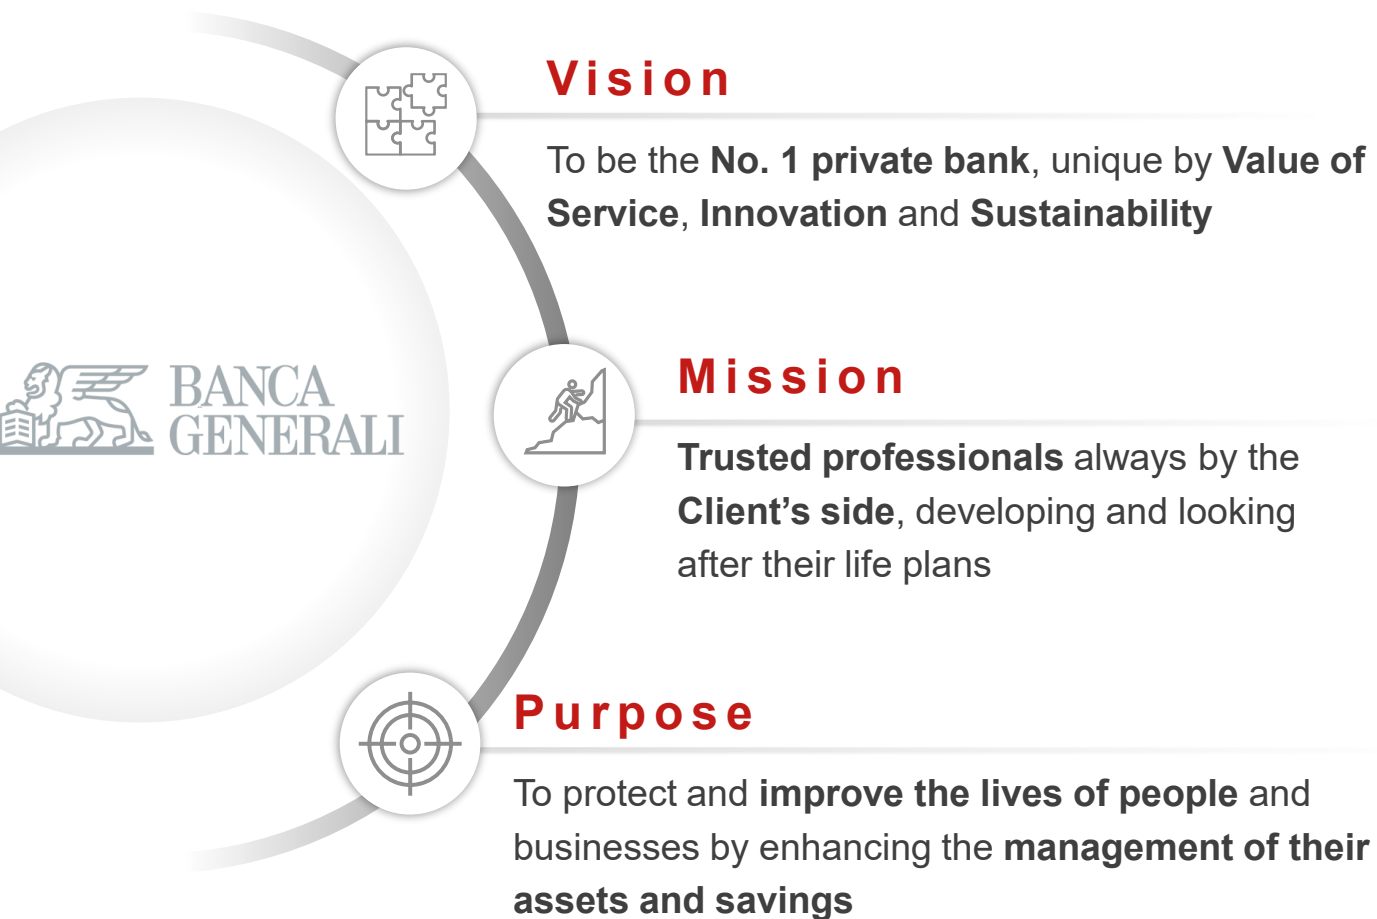 Vision
To be the No. 1 private bank, unique by Value of
Service, Innovation and Sustainability
BANCA
GENERALI
Mission
Trusted professionals always by the
Client’s side, developing and looking
after their life plans
Purpose
To protect and improve the lives of people and
businesses by enhancing the management of their
assets and savings